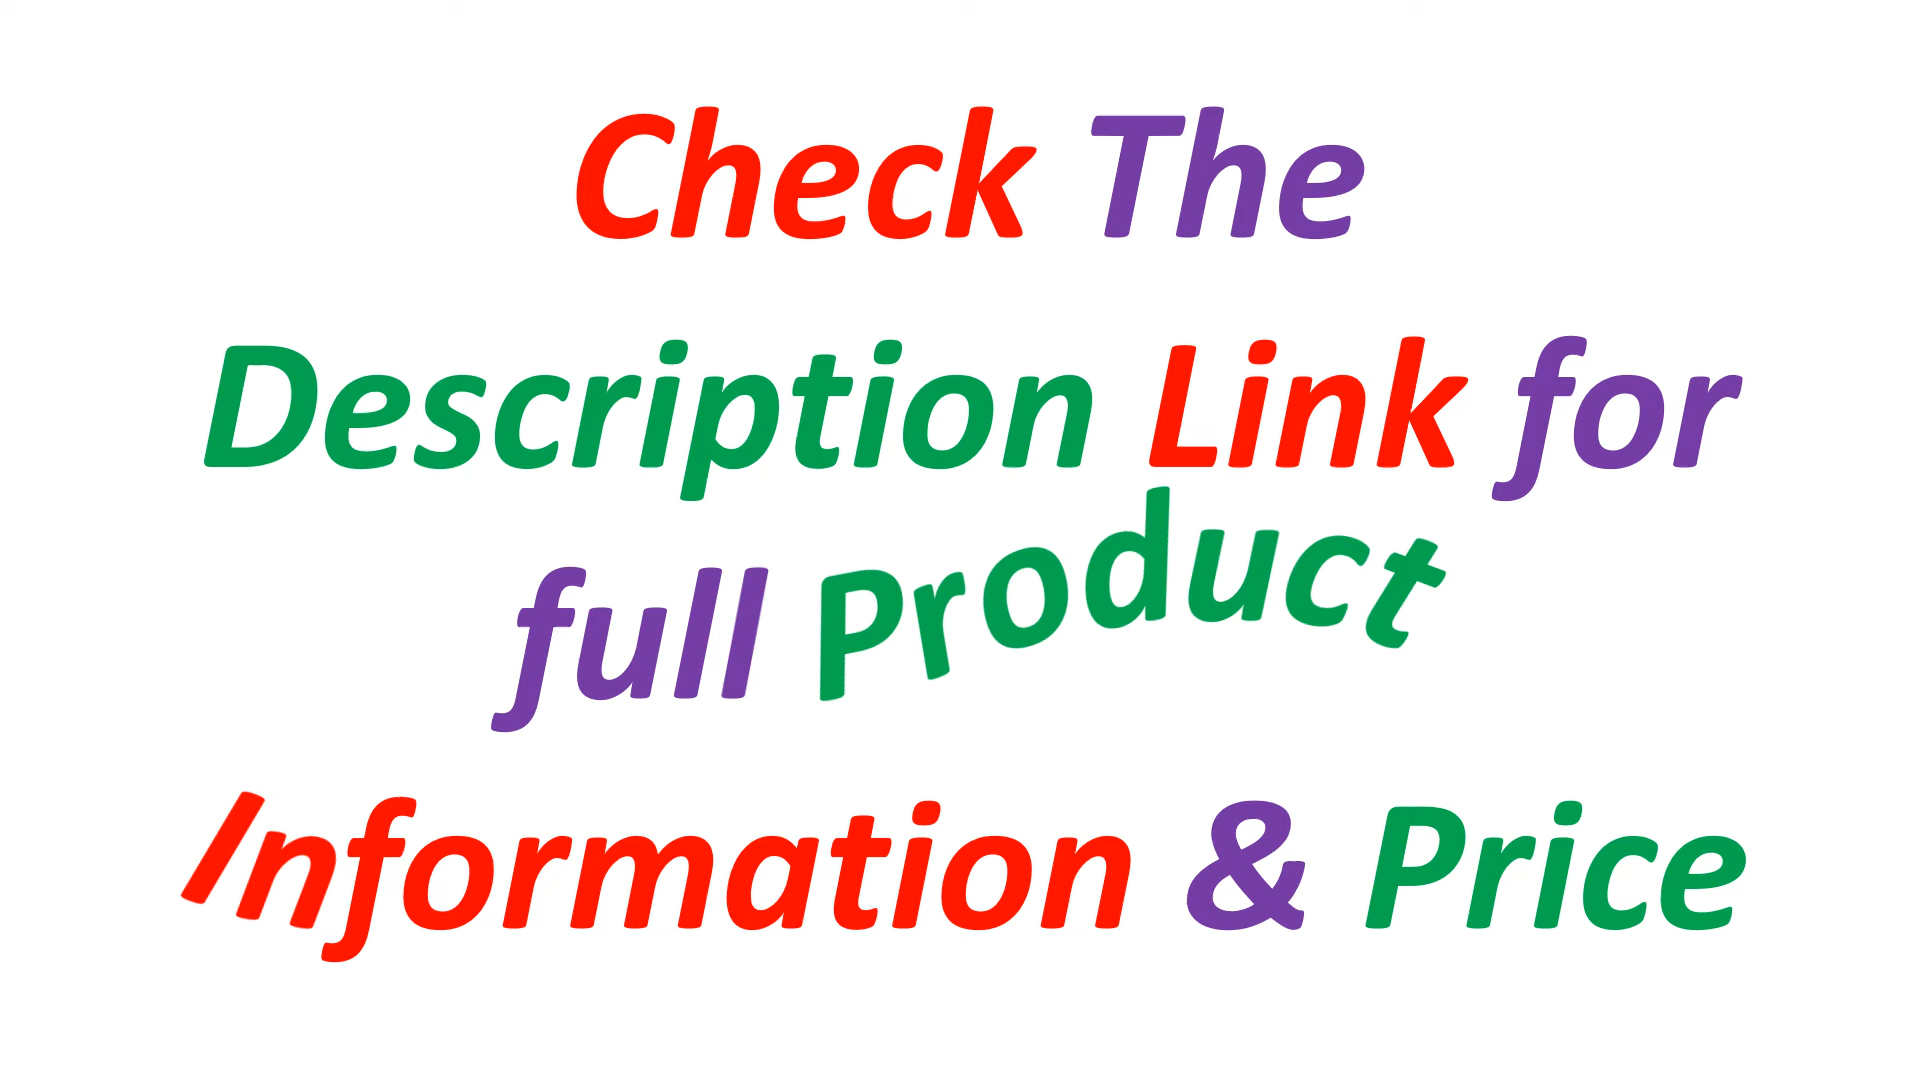 Check The
Description Link for
full Product
Information & Price